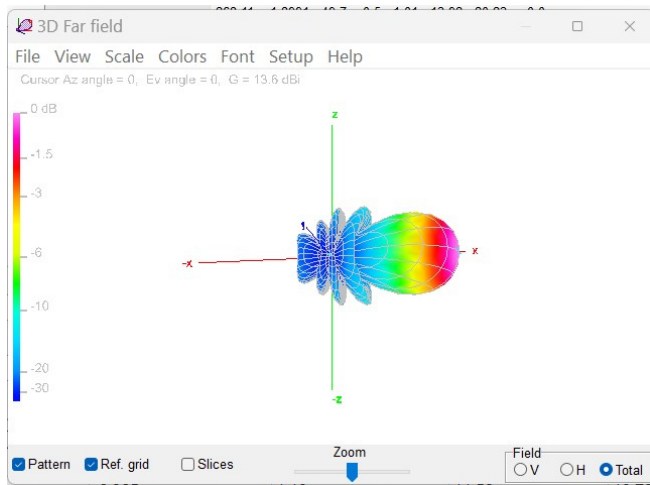 3D Far field
File View Scale Colors Font Setup Help
Cursor Az angle = 0, Ev angle = 0, G = 13.6 dBi
0 dB
-1.5
-3
-6
-10
-20
-30
z
-x
x
-z
Pattern
Ref. grid
Slices
Zoom
Field
V
H
Total